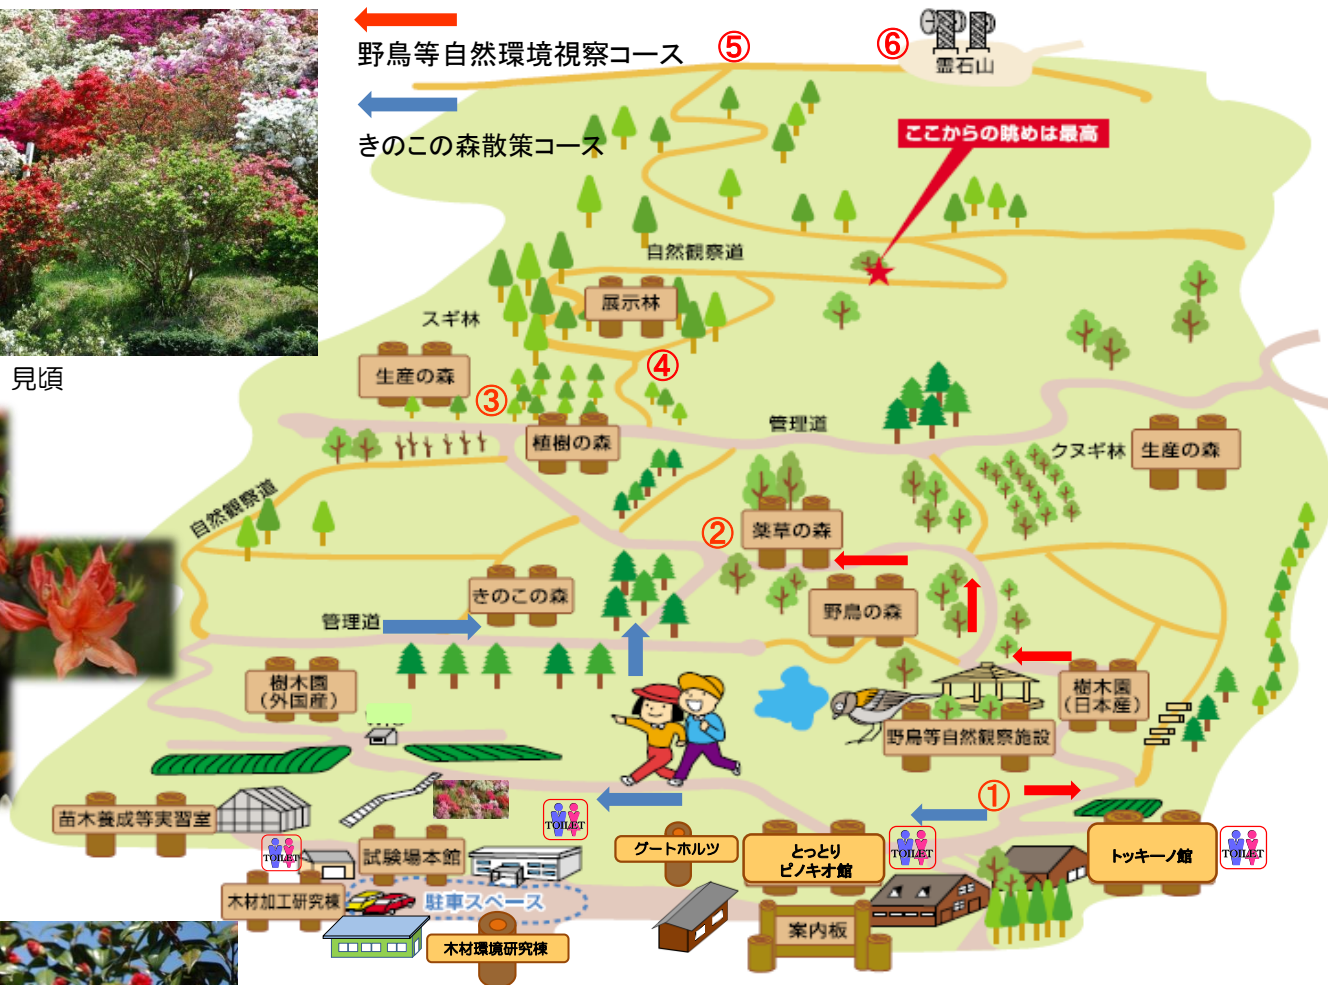 野鳥等自然環境視察コース
きのこの森散策コース
⑤
⑥
霊石山
ここからの眺めは最高
自然観察道
展示林
スギ林
見頃
生産の森
③
④
植樹の森
管理道
クヌギ林
生産の森
自然観察道
②
薬草の森
きのこの森
野鳥の森
管理道
樹木園
(外国産)
樹木園
(日本産)
野鳥等自然観察施設
①
苗木養成等実習室
TOILET
TOILET
試験場本館
グートホルツ
とっとり
ピノキオ館
TOILET
トッキーノ館
TOILET
木材加工研究棟
駐車スペース
木材環境研究棟
案内板